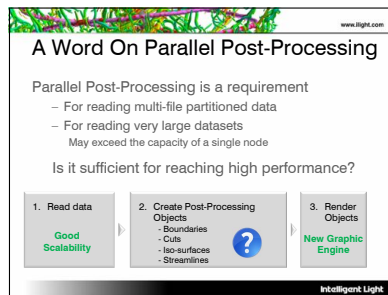 www.ilight.com
A Word On Parallel Post-Processing
Parallel Post-Processing is a requirement
– For reading multi-file partitioned data
– For reading very large datasets
May exceed the capacity of a single node
Is it sufficient for reaching high performance?
1. Read data
Good
Scalability
2. Create Post-Processing
Objects
- Boundaries
- Cuts
- Iso-surfaces
- Streamlines
?
3. Render
Objects
New Graphic
Engine
Intelligent Light